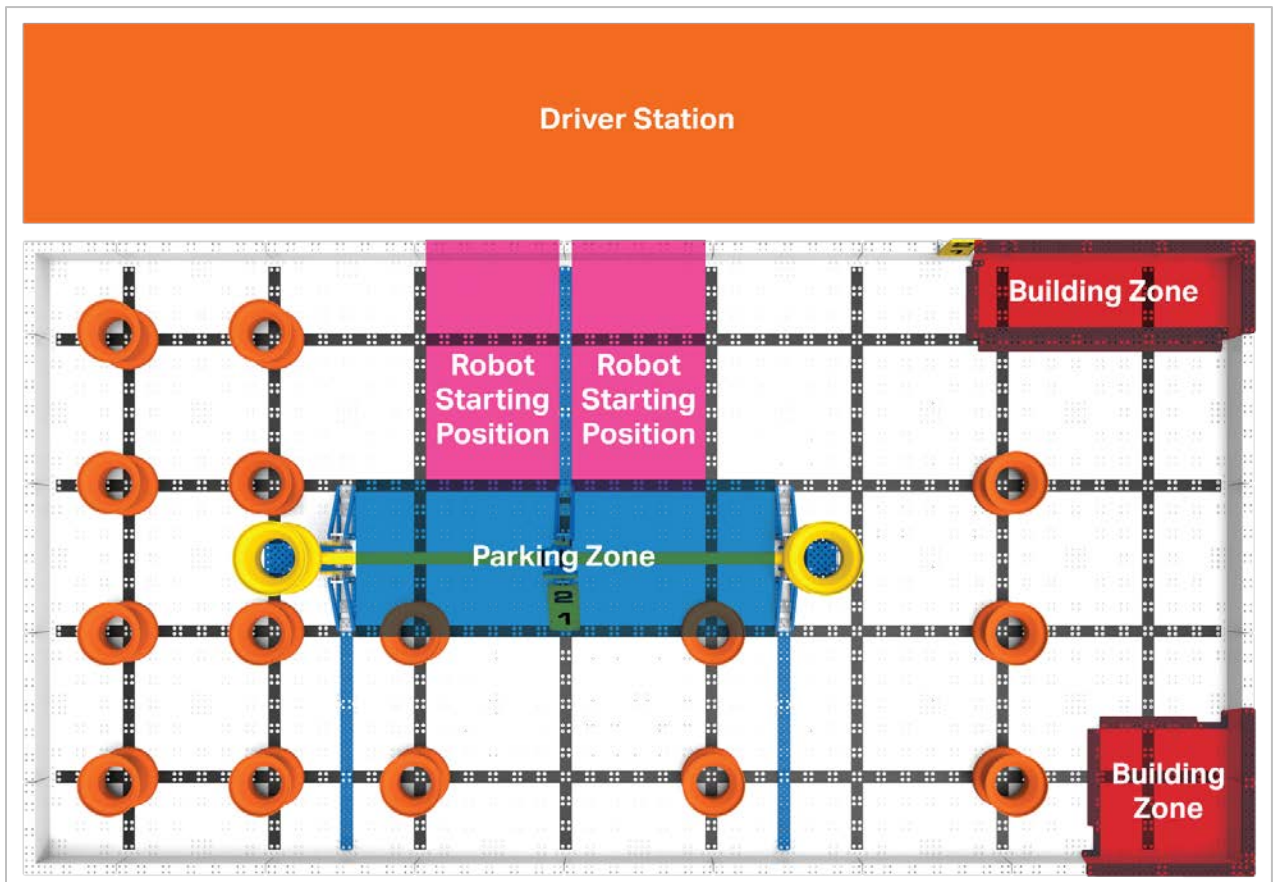 Driver Station
Building Zone
Robot
Starting
Position
Robot
Starting
Position
Parking Zone
2
1
Building
Zone